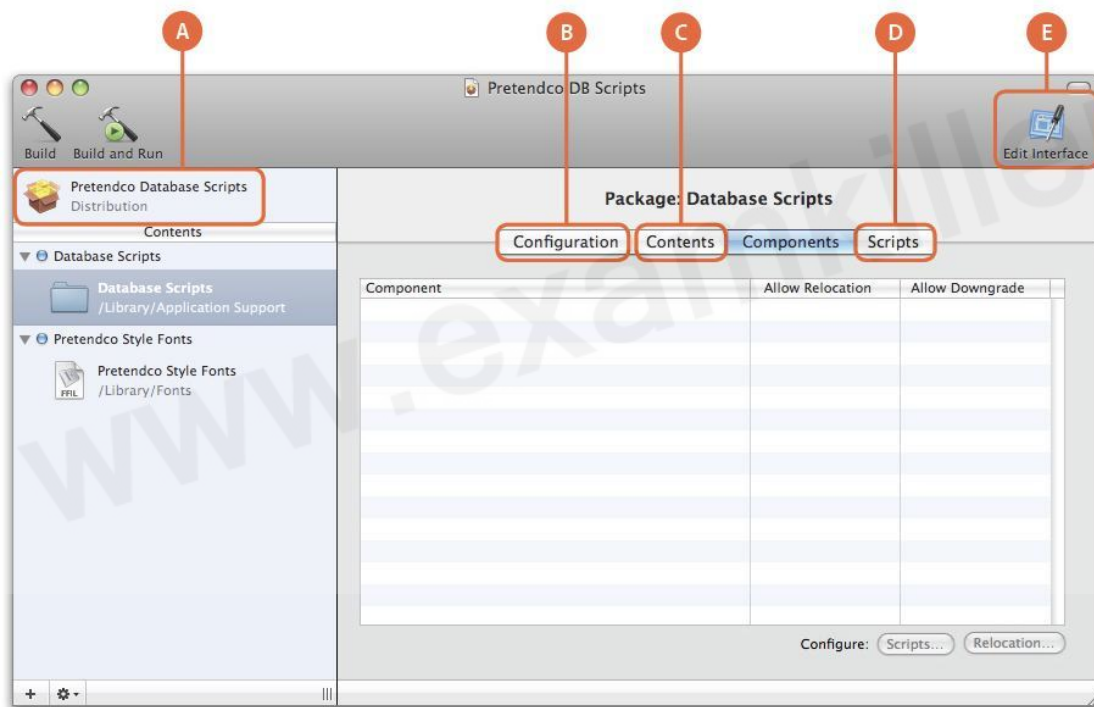 A
B
C
D
E
Pretendco DB Scripts
Build
Build and Run
Edit Interface
Pretendco Database Scripts
Distribution
Contents
Database Scripts
Database Scripts
/Library/Application Support
Pretendco Style Fonts
FFIL
Pretendco Style Fonts
/Library/Fonts
Package: Database Scripts
Configuration
Contents
Components
Scripts
Component
Allow Relocation
Allow Downgrade
Configure:
Scripts...
Relocation...
www.examkiller